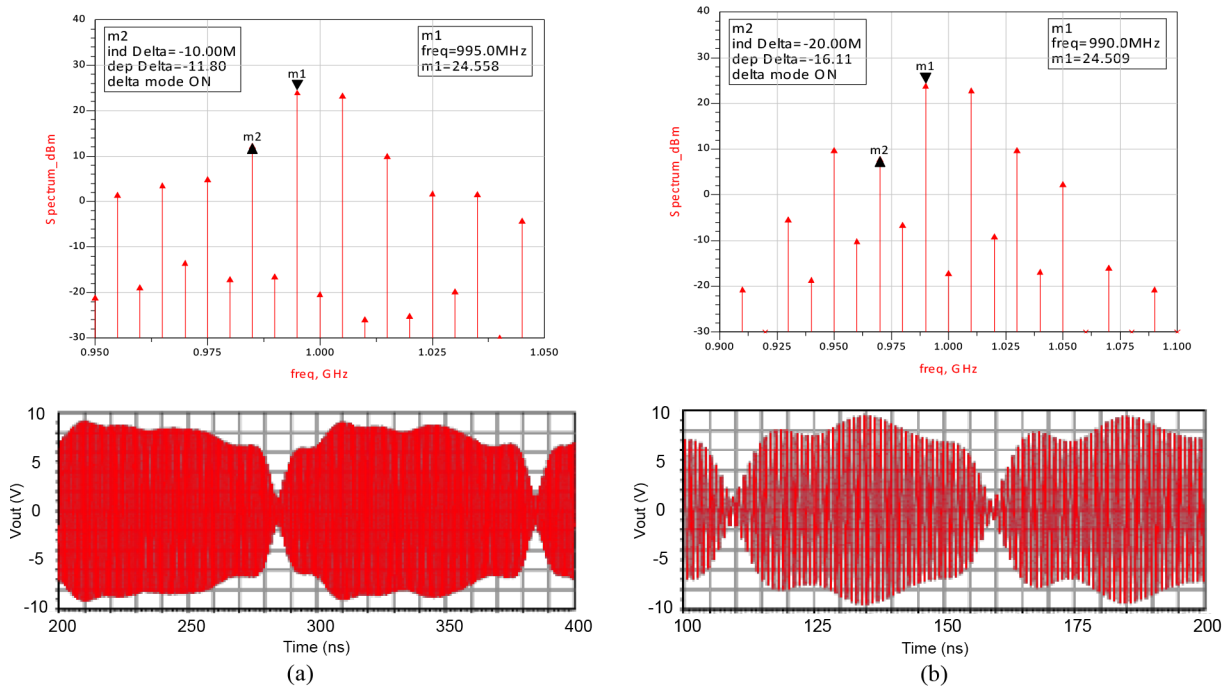 m2
ind Delta=-10.00M
dep Delta=-11.80
delta mode ON
m1
freq=995.0MHz
m1=24.558
40
30
20
10
0
-10
-20
-30
Spectrum_dBm
m1
m2
0.950
0.975
1.000
1.025
1.050
freq, GHz
m2
ind Delta=-20.00M
dep Delta=-16.11
delta mode ON
m1
freq=990.0MHz
m1=24.509
40
30
20
10
0
-10
-20
-30
Spectrum_dBm
m1
m2
0.900
0.925
0.950
0.975
1.000
1.025
1.050
1.075
1.100
freq, GHz
10
5
0
-5
-10
Vout (V)
200
250
300
350
400
Time (ns)
(a)
10
5
0
-5
-10
Vout (V)
100
125
150
175
200
Time (ns)
(b)